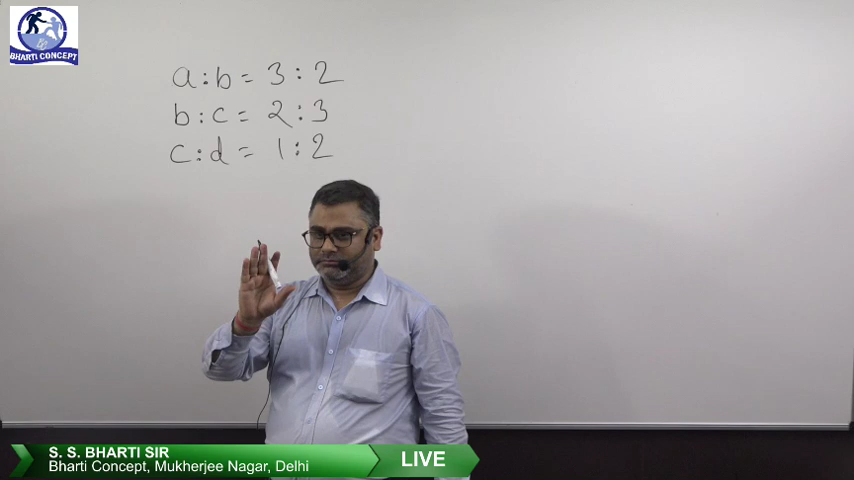 BHARTI CONCEPT
a:b = 3:2
b:c = 2:3
c:d = 1:2
S. S. BHARTI SIR
Bharti Concept, Mukherjee Nagar, Delhi
LIVE